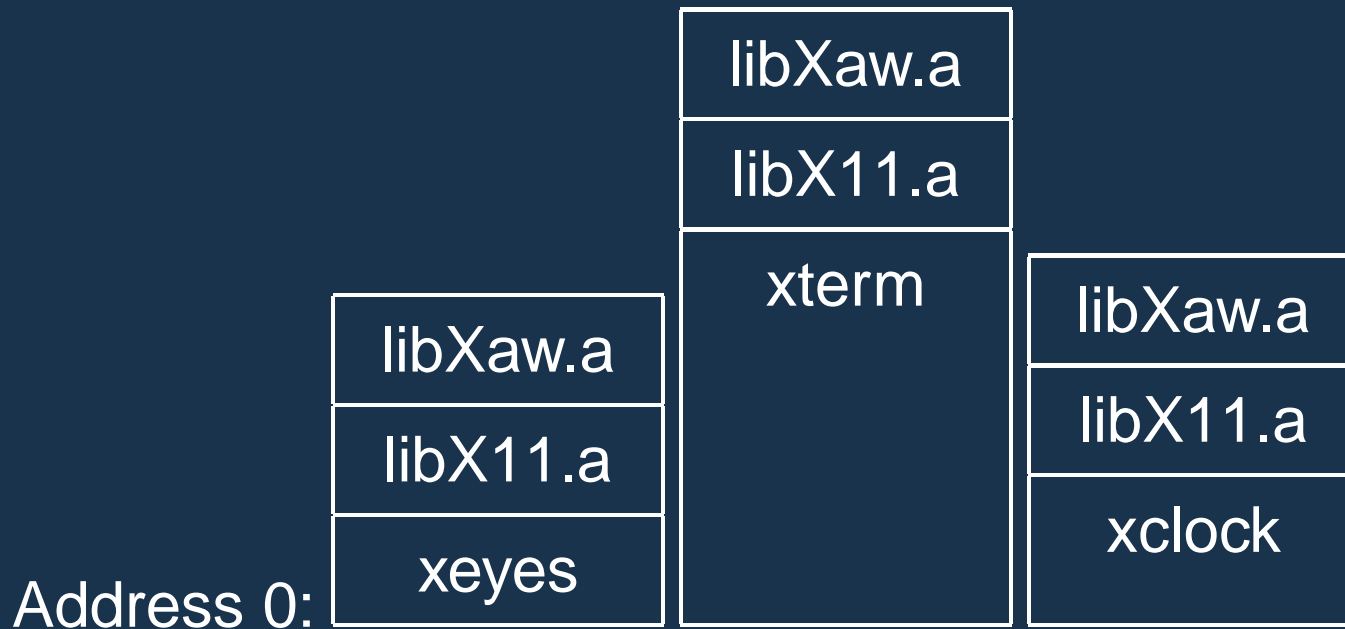 libXaw.a
libX11.a
xterm
libXaw.a
libXaw.a
libX11.a
libX11.a
xclock
xeyes
Address 0: